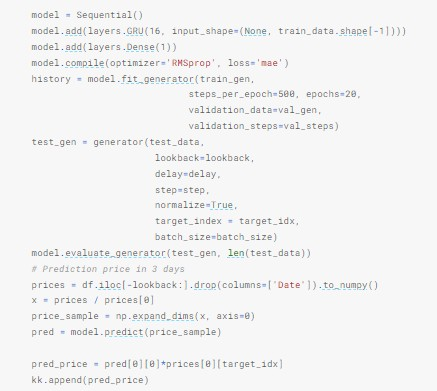 model = Sequential()
model.add(layers.GRU(16, input_shape=(None, train_data.shape[-1])))
model.add(layers.Dense(1))
model.compile(optimizer='RMSprop', loss='mae')
history = model.fit_generator(train_gen,
steps_per_epoch=500, epochs=20,
validation_data=val_gen,
validation_steps=val_steps)
test_gen = generator(test_data,
lookback=lookback,
delay=delay,
step=step,
normalize=True,
target_index = target_idx,
batch_size=batch_size)
model.evaluate_generator(test_gen, len(test_data))
# Prediction price in 3 days
prices = df.iloc[-lookback:].drop(columns=['Date']).to_numpy()
x = prices / prices[0]
price_sample = np.expand_dims(x, axis=0)
pred = model.predict(price_sample)
pred_price = pred[0][0]*prices[0][target_idx]
kk.append(pred_price)